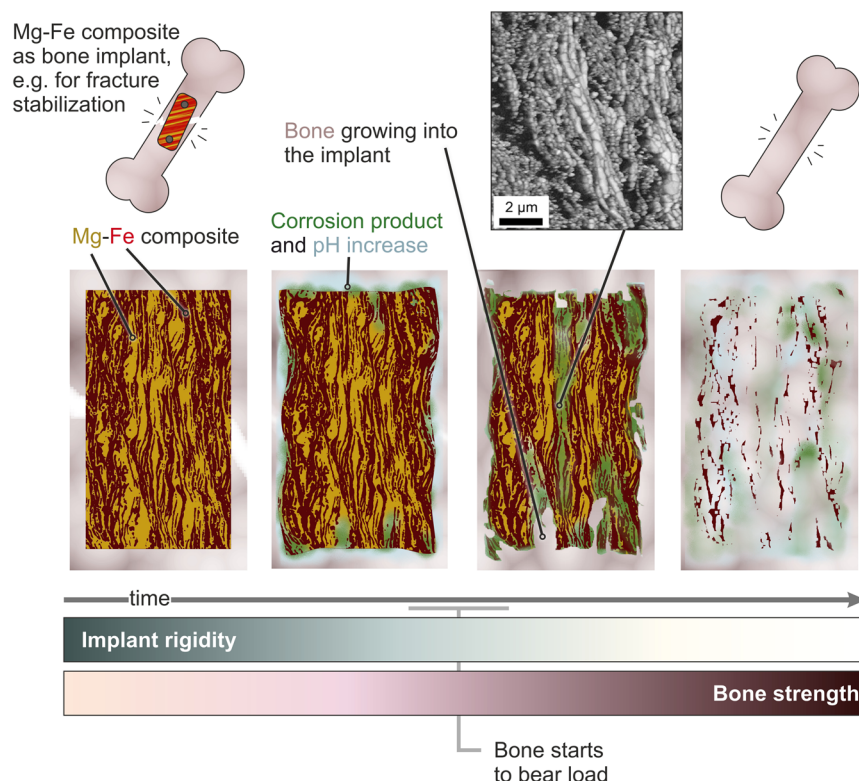 Mg-Fe composite
as bone implant,
e.g. for fracture
stabilization
Bone growing into
the implant
2 µm
Mg-Fe composite
Corrosion product
and pH increase
time
Implant rigidity
Bone strength
Bone starts
to bear load